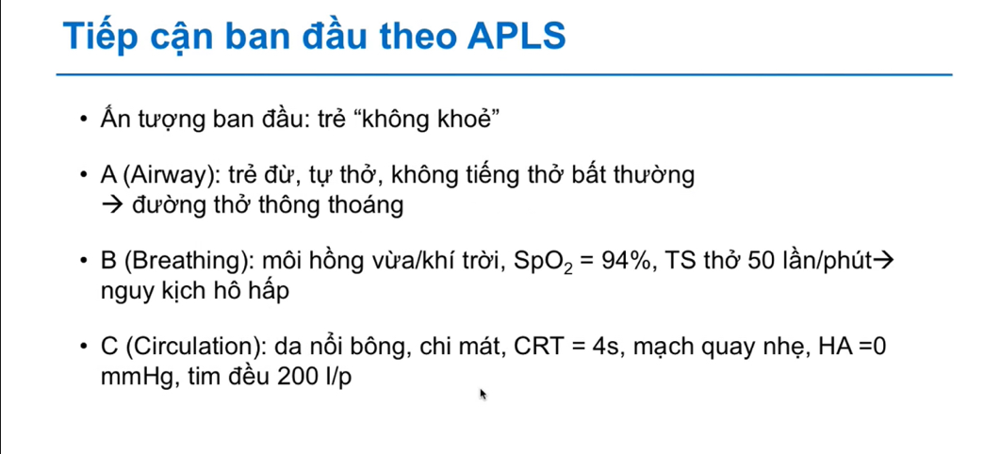 Tiếp cận ban đầu theo APLS
• Ấn tượng ban đầu: trẻ “không khoẻ”
• A (Airway): trẻ đừ, tự thở, không tiếng thở bất thường
→ đường thở thông thoáng
• B (Breathing): môi hồng vừa/khí trời, SpO₂ = 94%, TS thở 50 lần/phút→
nguy kịch hô hấp
• C (Circulation): da nổi bông, chi mát, CRT = 4s, mạch quay nhẹ, HA =0
mmHg, tim đều 200 l/p